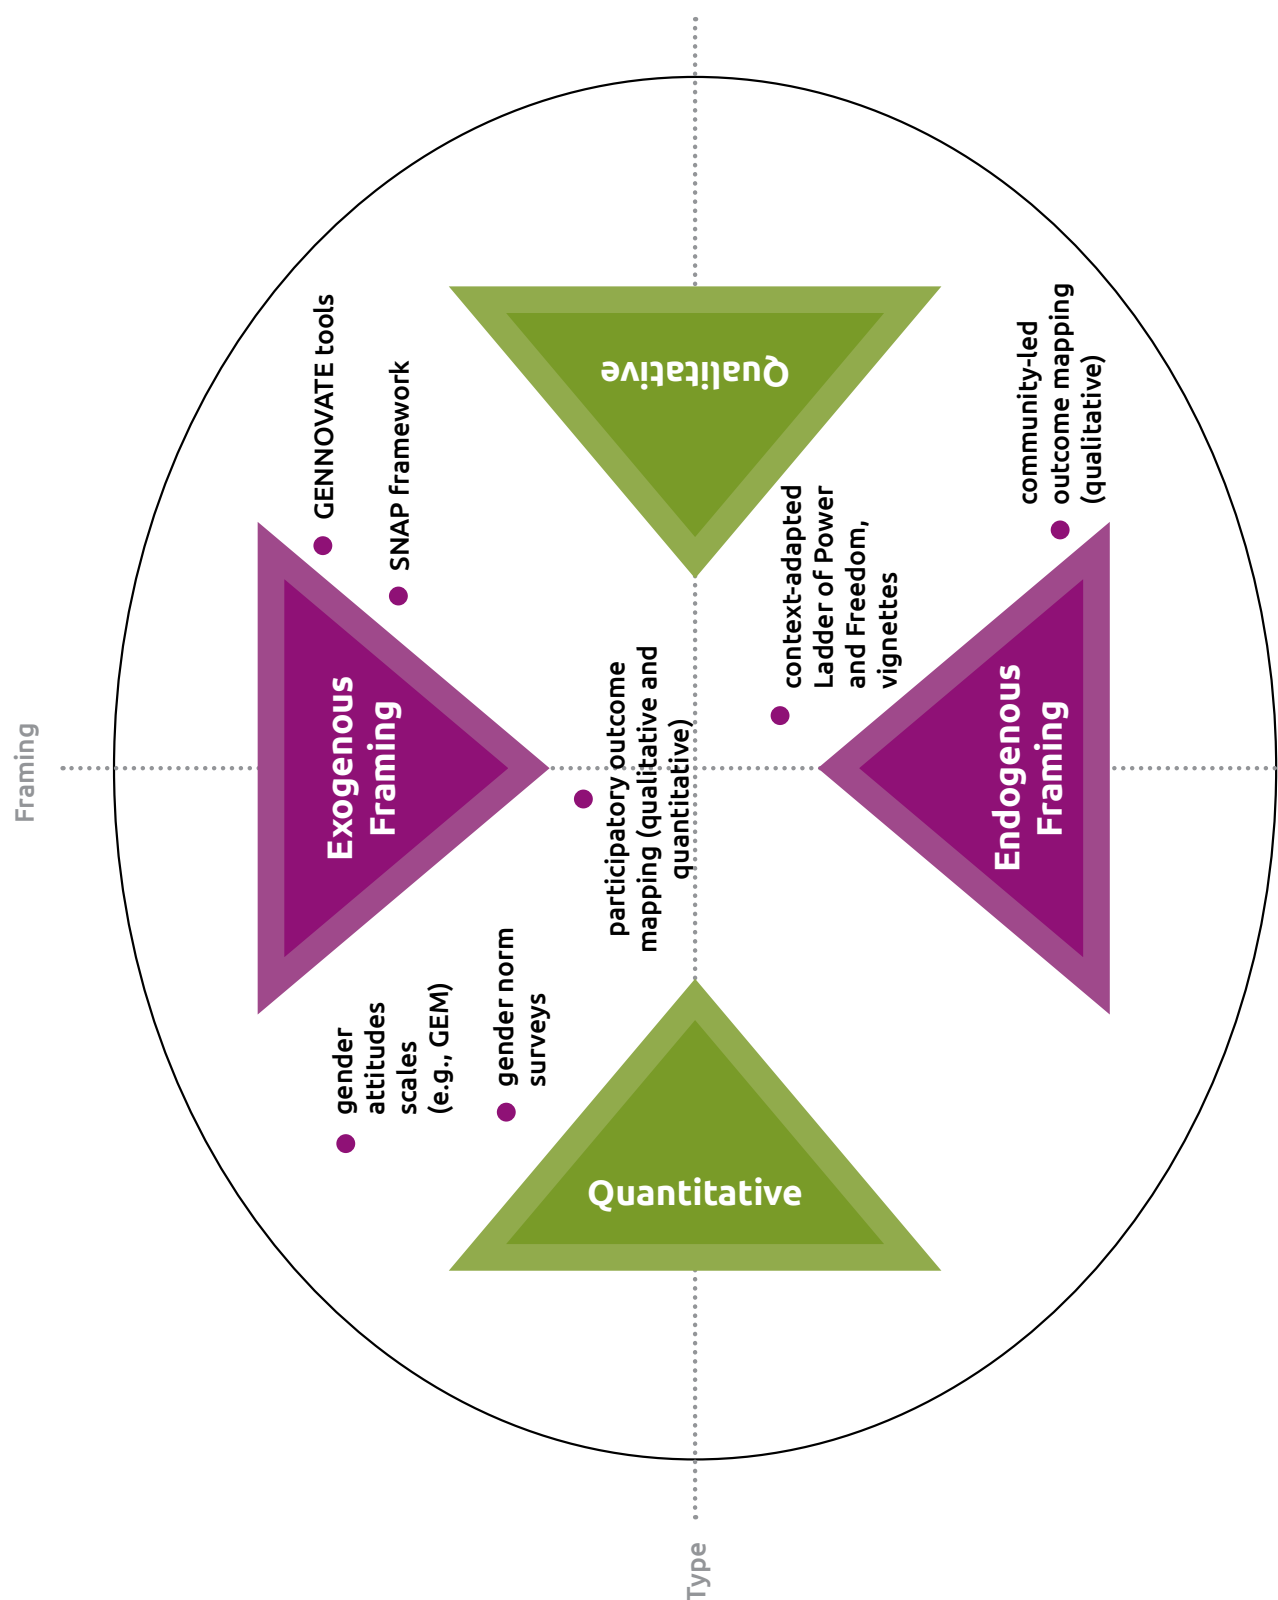 Framing
Exogenous
Framing
GENNOVATE tools
SNAP framework
gender
attitudes
scales
(e.g., GEM)
gender norm
surveys
participatory outcome
mapping (qualitative and
quantitative)
Type
Quantitative
Qualitative
context-adapted
Ladder of Power
and Freedom,
vignettes
Endogenous
Framing
community-led
outcome mapping
(qualitative)